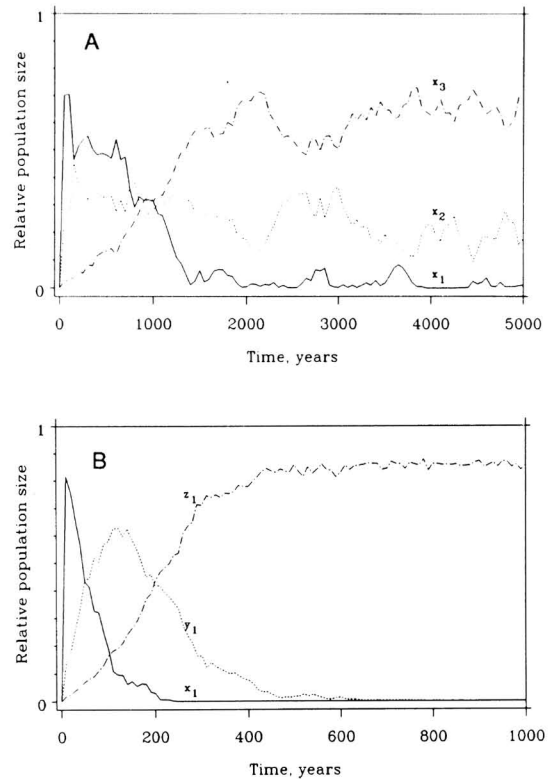 1
A
x3
Relative population size
x2
x1
0
0 1000 2000 3000 4000 5000
Time, years
1
B
z1
Relative population size
y1
x1
0
0 200 400 600 800 1000
Time, years